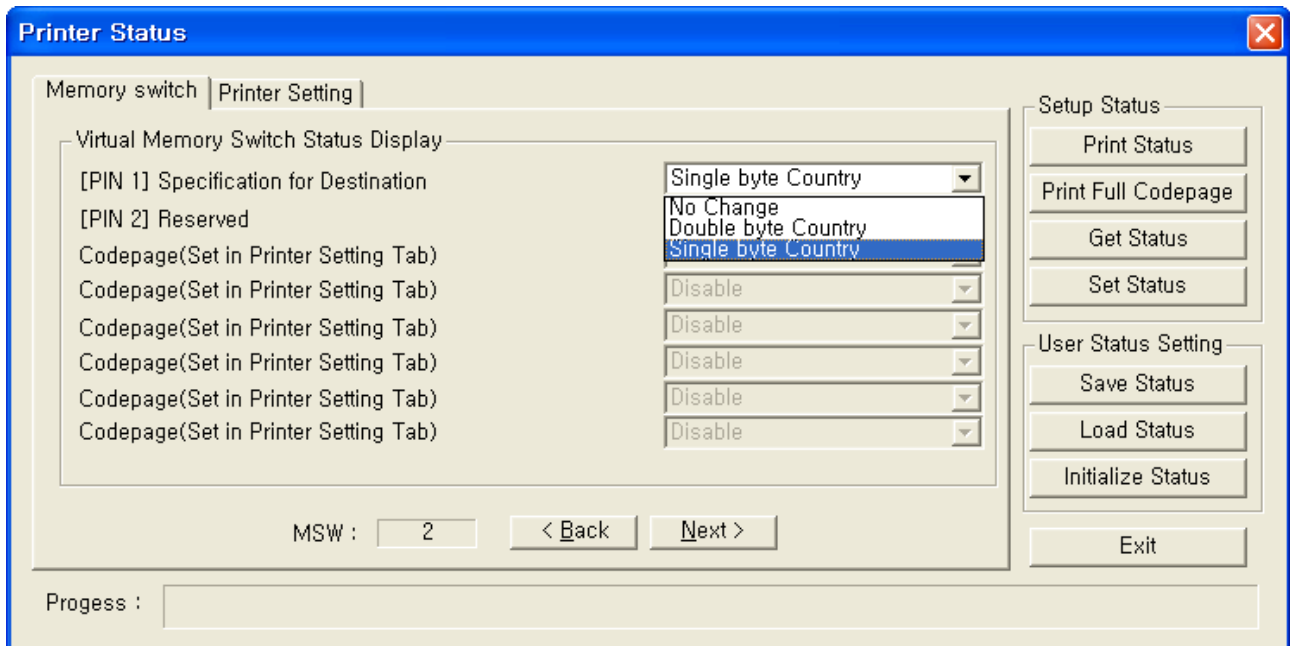 Printer Status
Memory switch
Printer Setting
Virtual Memory Switch Status Display
[PIN 1] Specification for Destination
Single byte Country
No Change
Double byte Country
Single byte Country
[PIN 2] Reserved
Codepage(Set in Printer Setting Tab)
Codepage(Set in Printer Setting Tab)
Disable
Codepage(Set in Printer Setting Tab)
Disable
Codepage(Set in Printer Setting Tab)
Disable
Codepage(Set in Printer Setting Tab)
Disable
Codepage(Set in Printer Setting Tab)
Disable
MSW :
2
< Back
Next >
Setup Status
Print Status
Print Full Codepage
Get Status
Set Status
User Status Setting
Save Status
Load Status
Initialize Status
Exit
Progess :